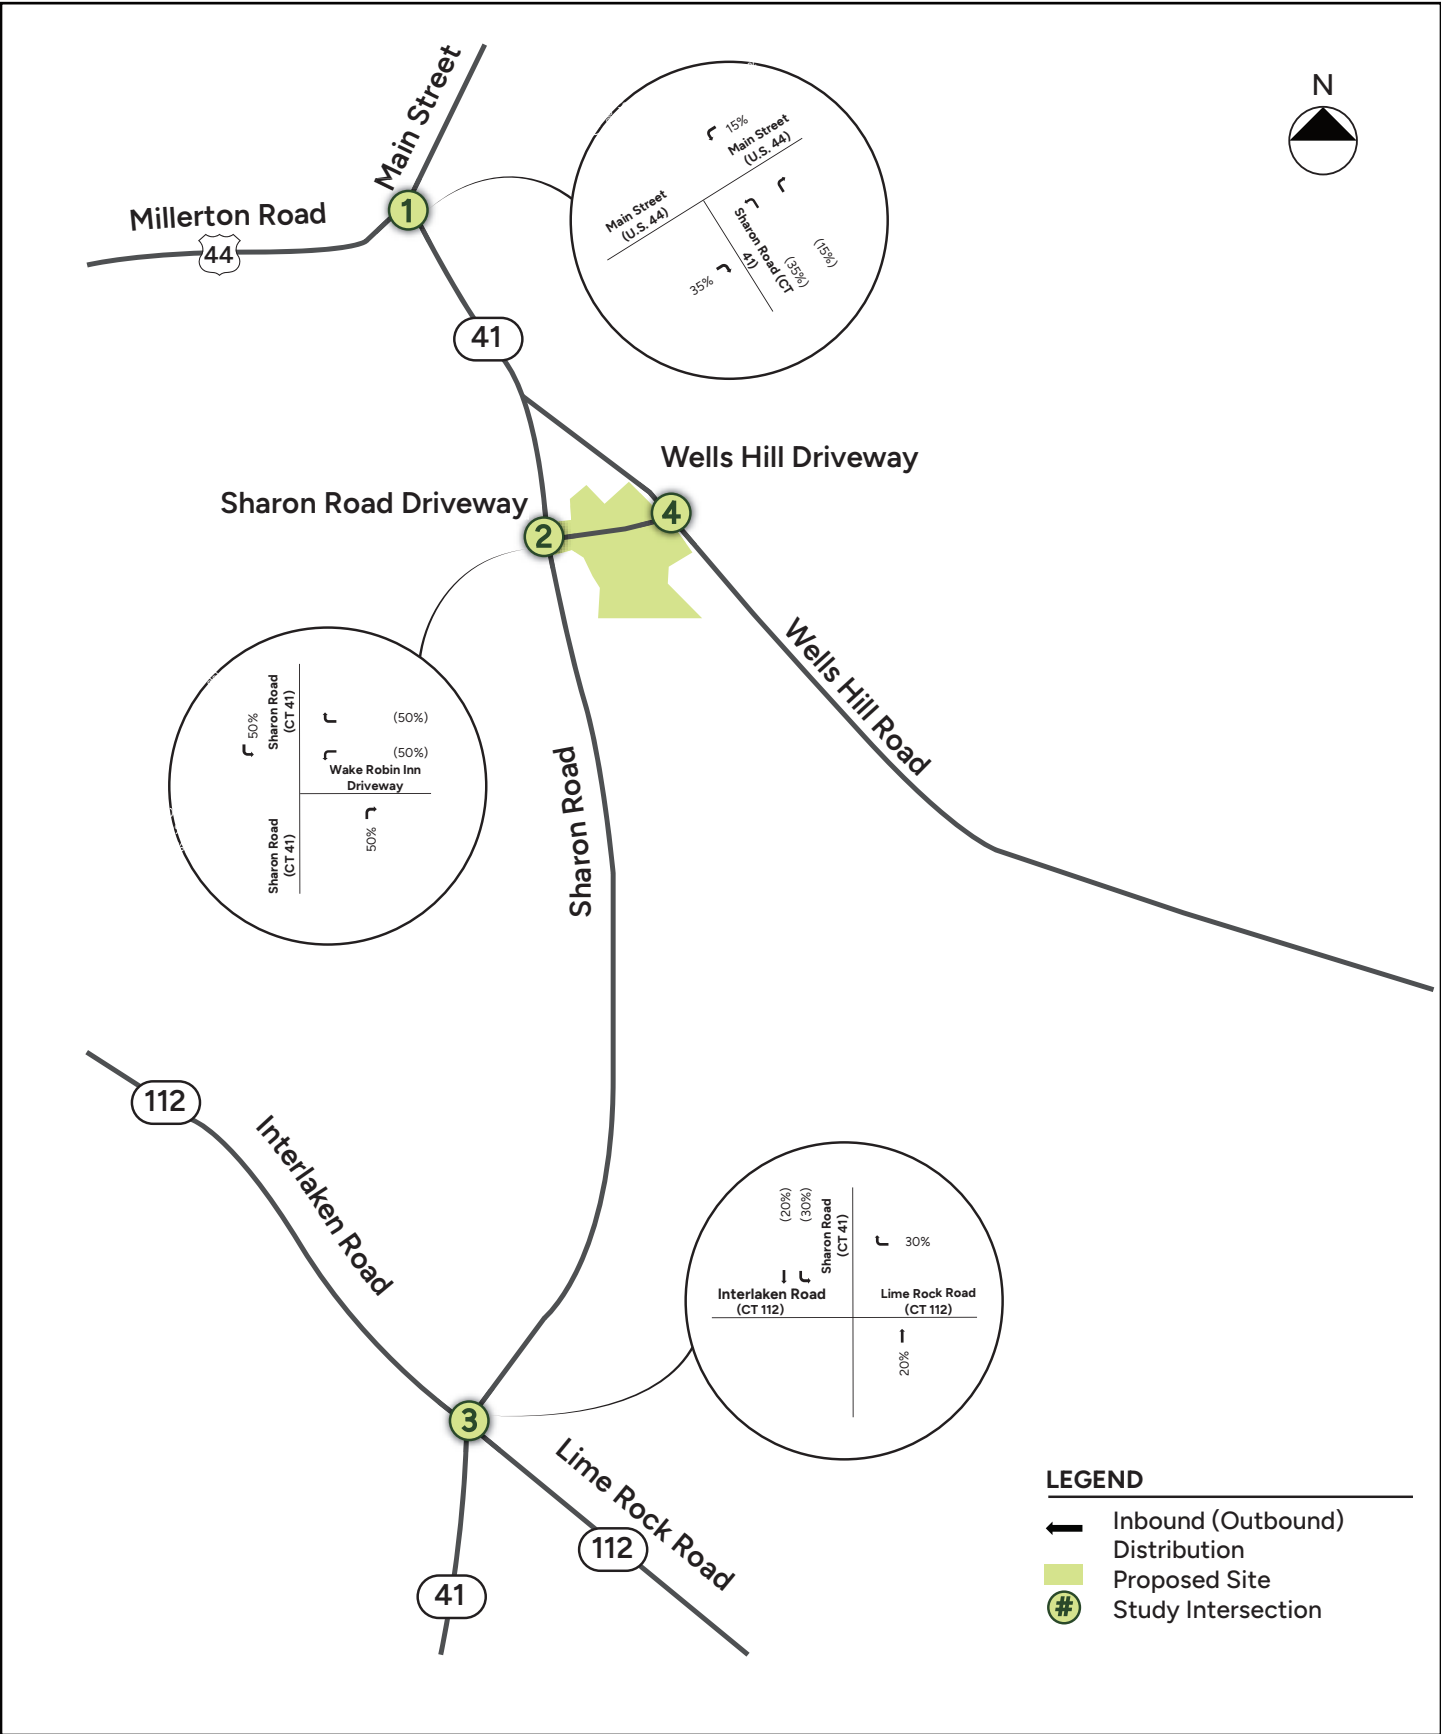 N
Main Street
Millerton Road
44
1
41
15%
Main Street
(U.S. 44)
Main Street
(U.S. 44)
Sharon Road (CT
41)
(35%)
(15%)
35%
Wells Hill Driveway
Sharon Road Driveway
2
4
Wells Hill Road
Sharon Road
50%
Sharon Road
(CT 41)
(50%)
(50%)
Wake Robin Inn
Driveway
Sharon Road
(CT 41)
50%
112
Interlaken Road
(20%)
(30%)
Sharon Road
(CT 41)
30%
Interlaken Road
(CT 112)
Lime Rock Road
(CT 112)
20%
3
Lime Rock Road
112
41
LEGEND
Inbound (Outbound)
Distribution
Proposed Site
# Study Intersection